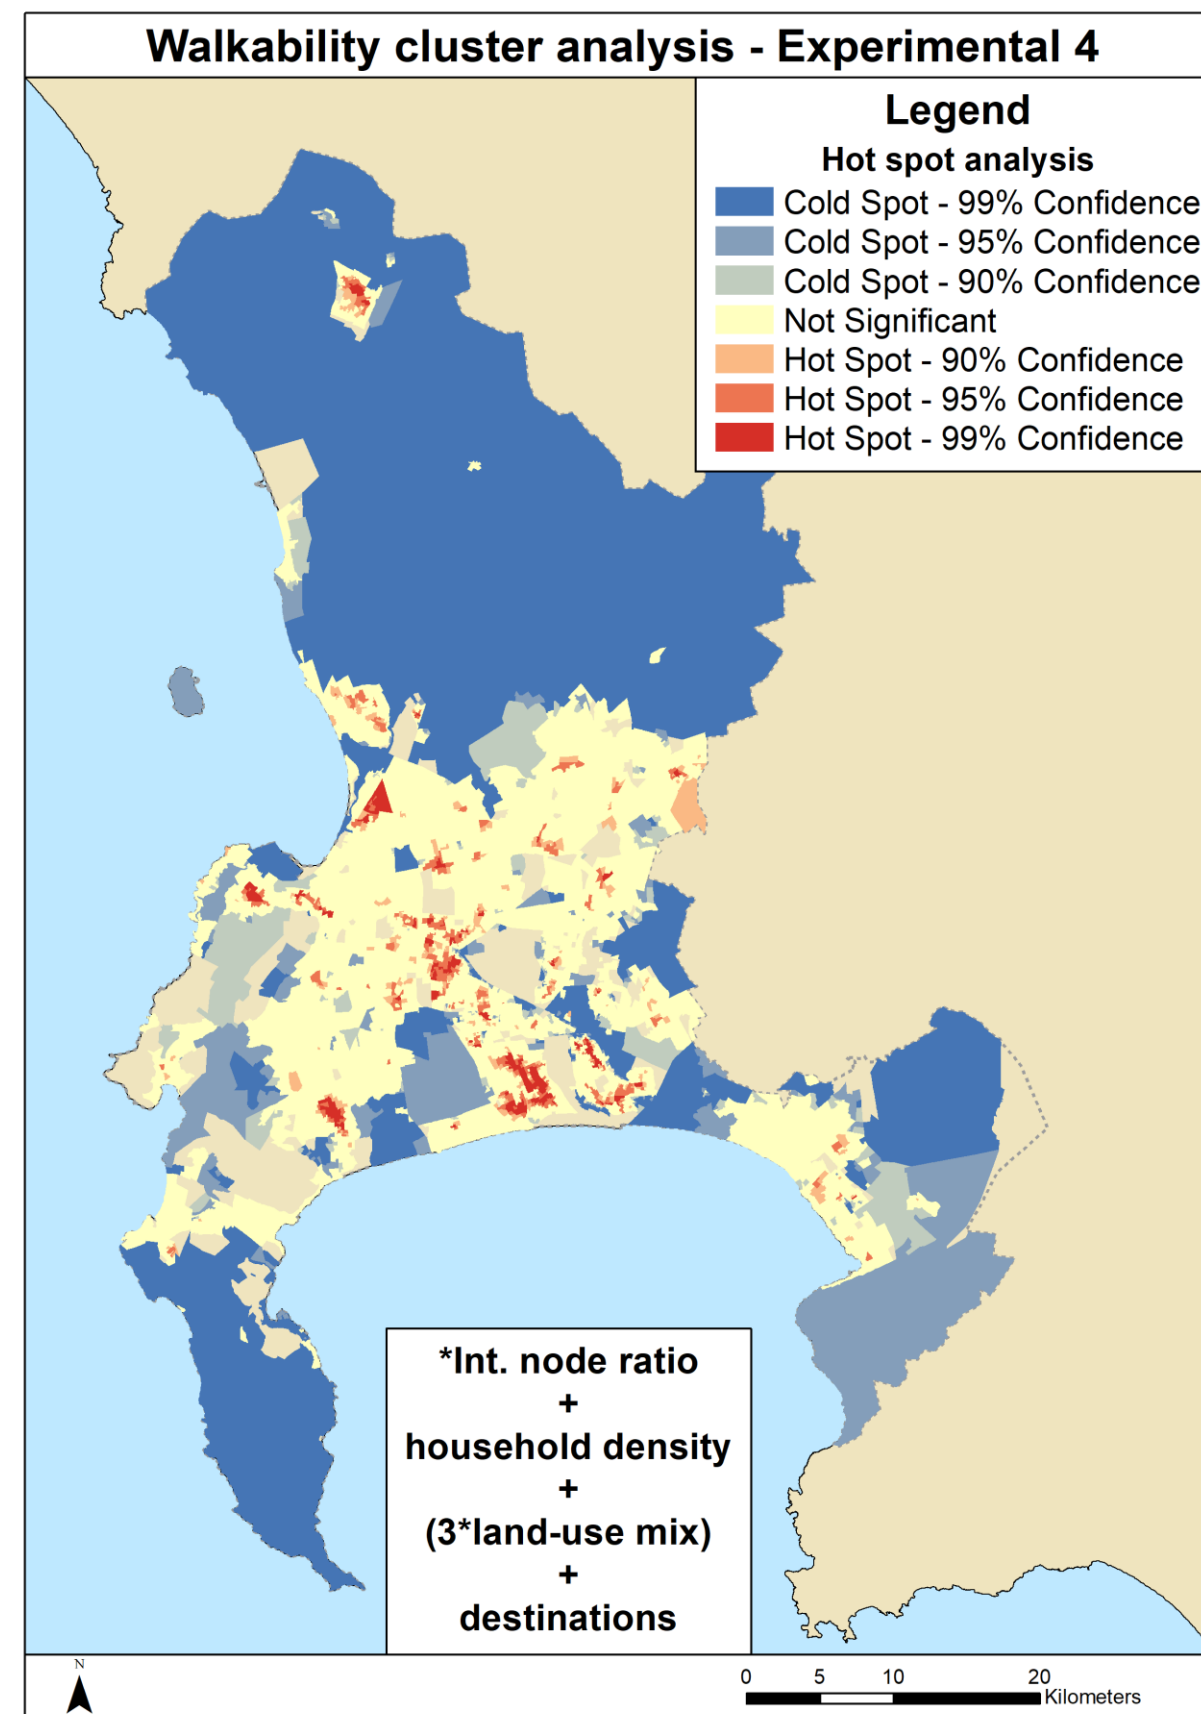 Walkability cluster analysis - Experimental 4
Legend
Hot spot analysis
Cold Spot - 99% Confidence
Cold Spot - 95% Confidence
Cold Spot - 90% Confidence
Not Significant
Hot Spot - 90% Confidence
Hot Spot - 95% Confidence
Hot Spot - 99% Confidence
*Int. node ratio
+
household density
+
(3*land-use mix)
+
destinations
N
0 5 10 20
Kilometers